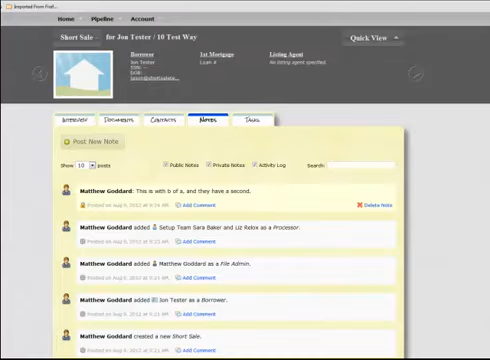 Imported From Firef...
Home Pipeline Account
Short Sale - for Jon Tester / 10 Test Way
Quick View
Borrower 1st Mortgage Listing Agent
Jon Tester Loan # No listing agent specified
DOB:
Interview Documents Contacts Notes Tasks
Post New Note
Show 10 posts Public Notes Private Notes Activity Log Search:
Matthew Goddard: This is with b of a, and they have a second.
Posted on Aug 9, 2012 at 9:24 AM. Add Comment Delete Note
Matthew Goddard added Setup Team Sara Baker and Liz Relox as a Processor.
Posted on Aug 9, 2012 at 9:21 AM. Add Comment
Matthew Goddard added Matthew Goddard as a File Admin.
Posted on Aug 9, 2012 at 9:21 AM. Add Comment
Matthew Goddard added Jon Tester as a Borrower.
Posted on Aug 9, 2012 at 9:21 AM. Add Comment
Matthew Goddard created a new Short Sale.
Posted on Aug 9, 2012 at 9:21 AM. Add Comment